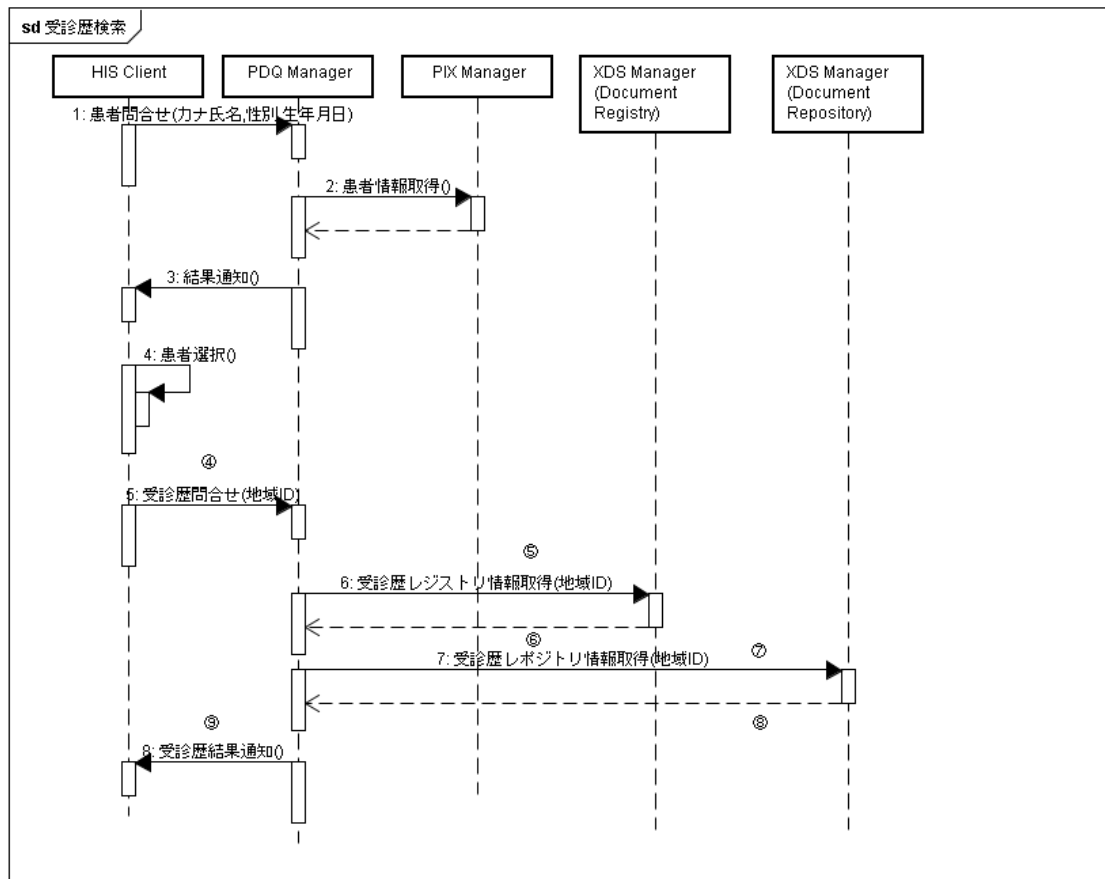 sd 受診歴検索
HIS Client
PDQ Manager
PIX Manager
XDS Manager
(Document
Registry)
XDS Manager
(Document
Repository)
1: 患者問合せ(カナ氏名,性別,生年月日)
2: 患者情報取得()
3: 結果通知()
4: 患者選択()
④
5: 受診歴問合せ(地域ID)
⑤
6: 受診歴レジストリ情報取得(地域ID)
⑥
7: 受診歴レポジトリ情報取得(地域ID)
⑦
⑧
⑨
8: 受診歴結果通知()